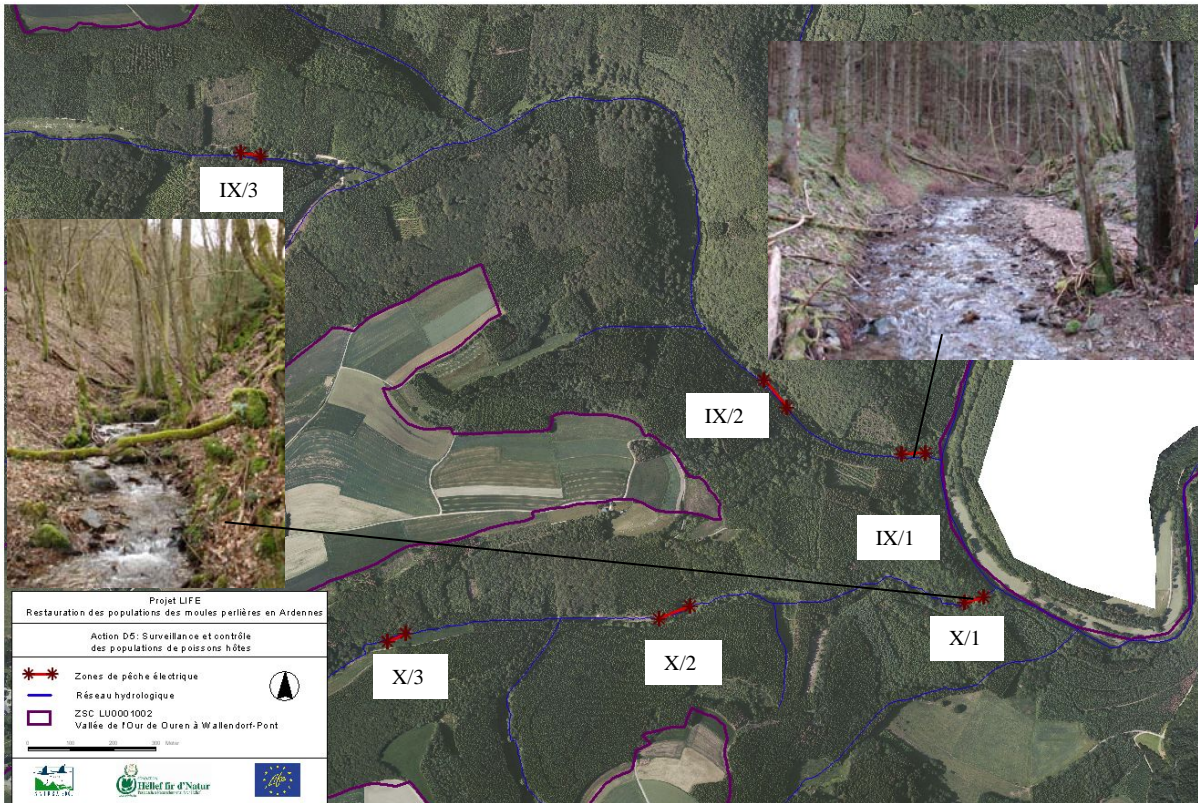 IX/3
IX/2
IX/1
X/1
X/2
X/3
Projet LIFE
Restauration des populations des moules perlières en Ardennes
Action D5: Surveillance et contrôle
des populations de poissons hôtes
Zones de pêche électrique
Réseau hydrologique
ZSC LU0001002
Vallée de l'Our de Ouren à Wallendorf-Pont
0 100 200 300 Meter
Hëllef fir d'Natur
Life